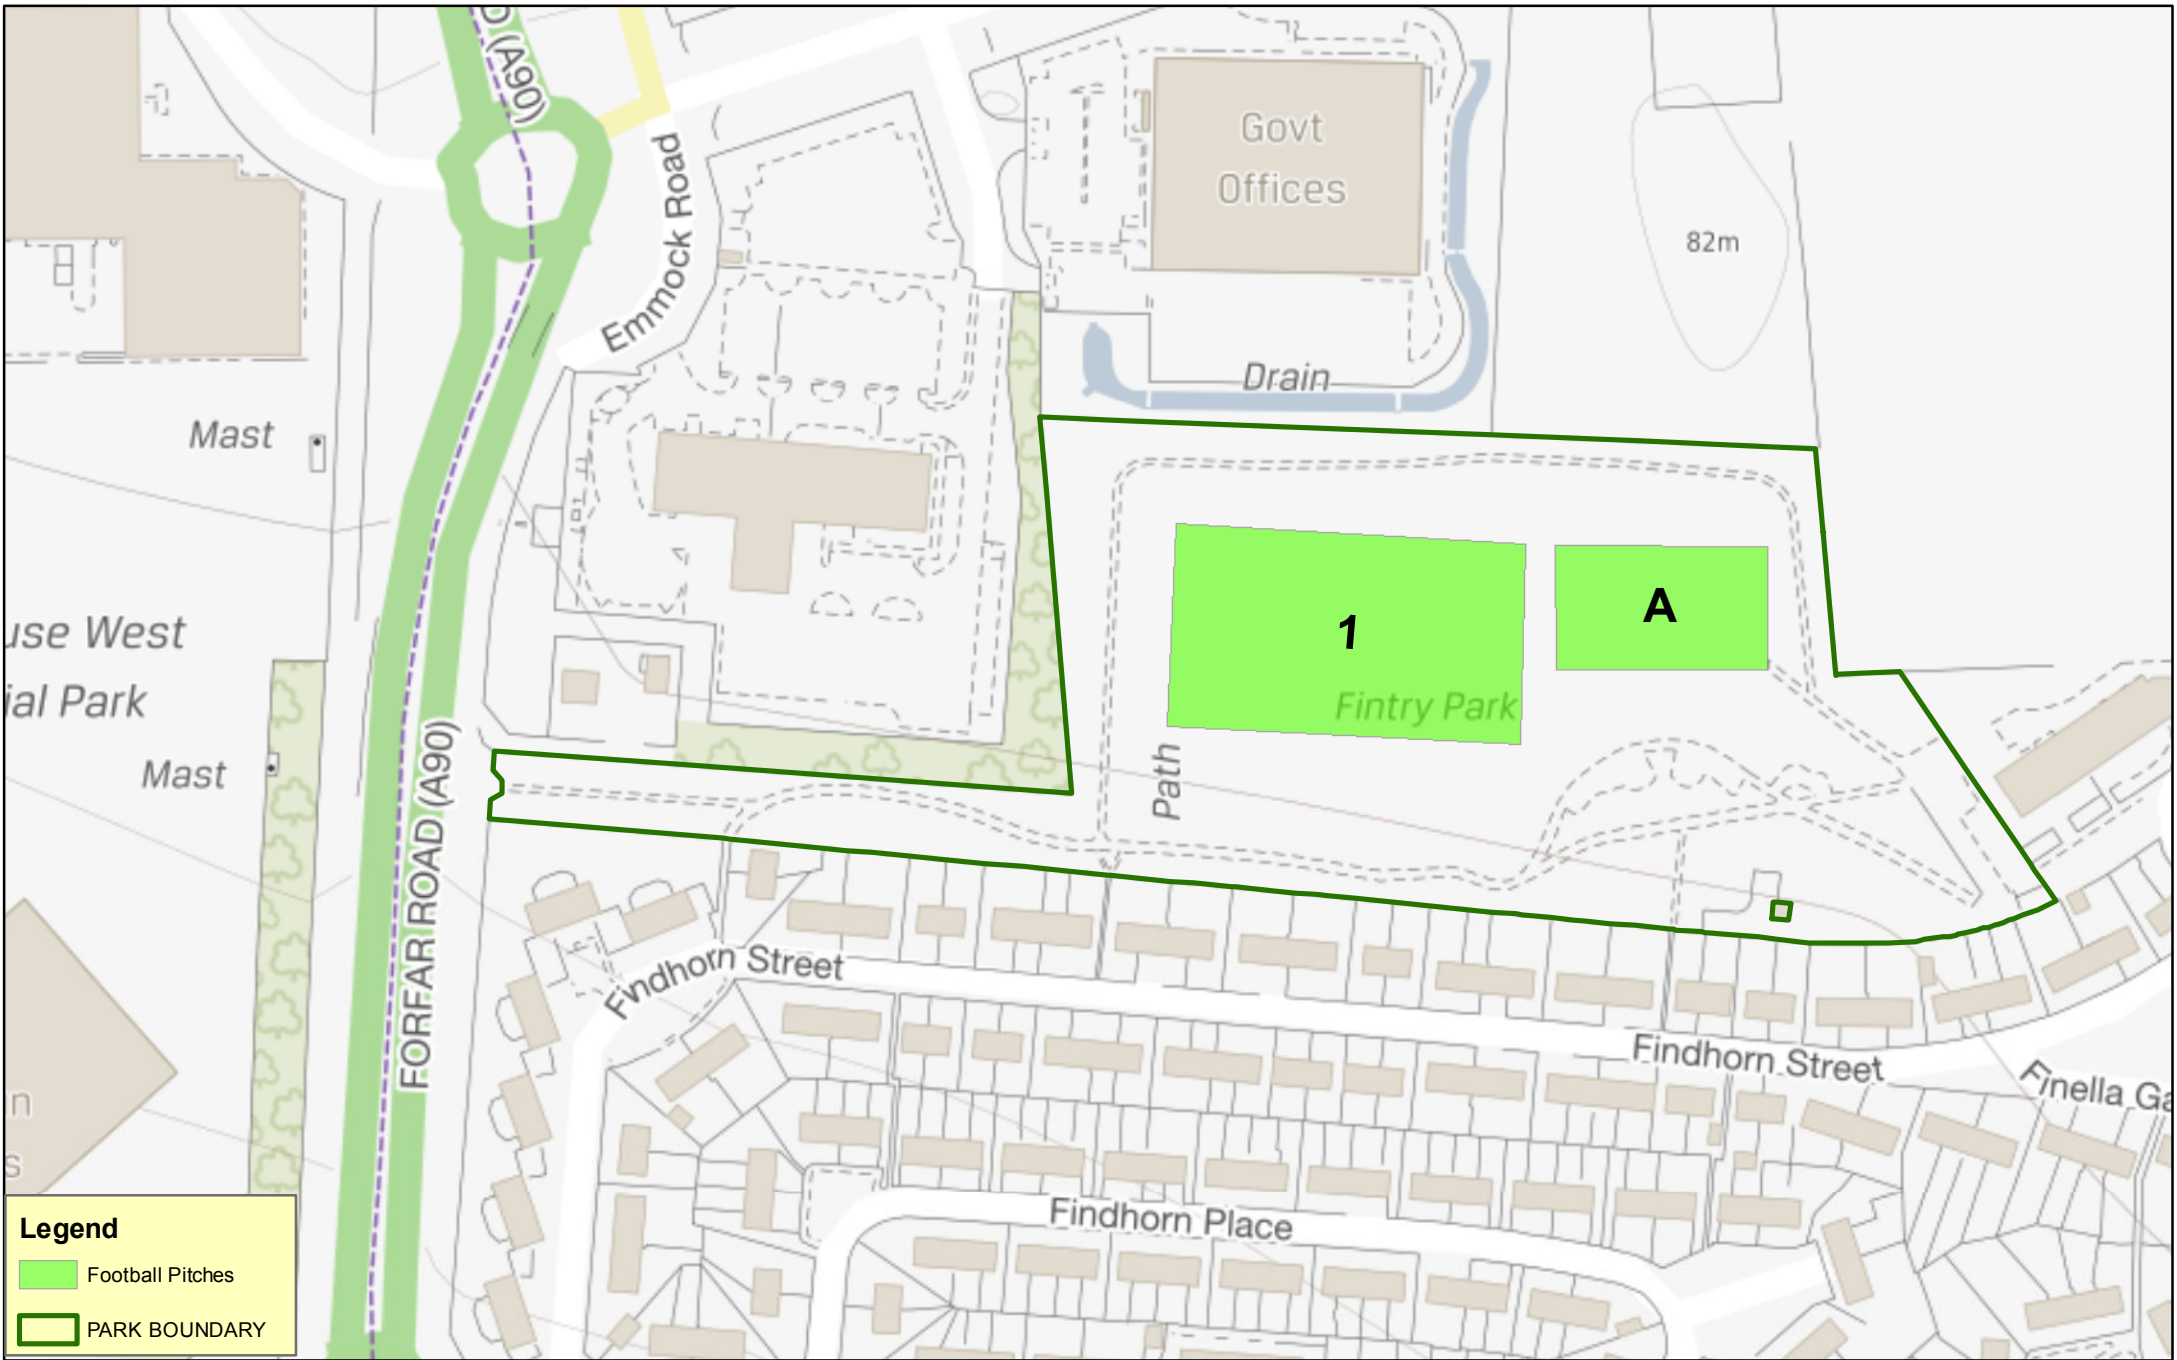 (A90)
Govt
Offices
Emmock Road
82m
Drain
Mast
use West
ial Park
1
A
Fintry Park
Path
Mast
FORFAR ROAD (A90)
Findhorn Street
Findhorn Street
Finella Ga
Findhorn Place
Legend
Football Pitches
PARK BOUNDARY